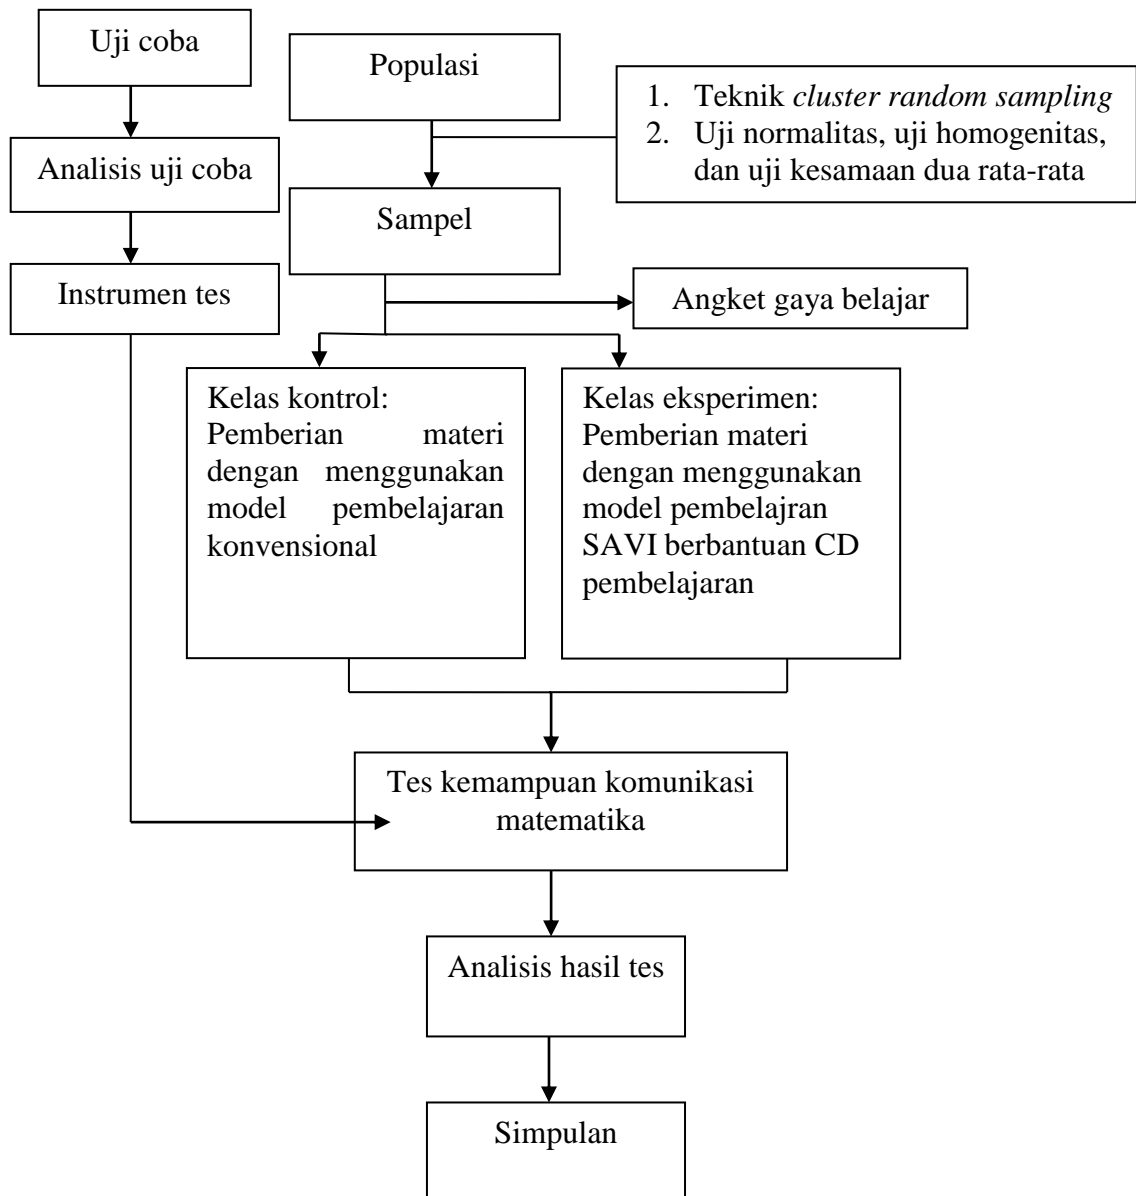 Uji coba
Populasi
1. Teknik cluster random sampling
2. Uji normalitas, uji homogenitas,
dan uji kesamaan dua rata-rata
Analisis uji coba
Sampel
Instrumen tes
Angket gaya belajar
Kelas kontrol:
Pemberian materi
dengan menggunakan
model pembelajaran
konvensional
Kelas eksperimen:
Pemberian materi
dengan menggunakan
model pembelajran
SAVI berbantuan CD
pembelajaran
Tes kemampuan komunikasi
matematika
Analisis hasil tes
Simpulan